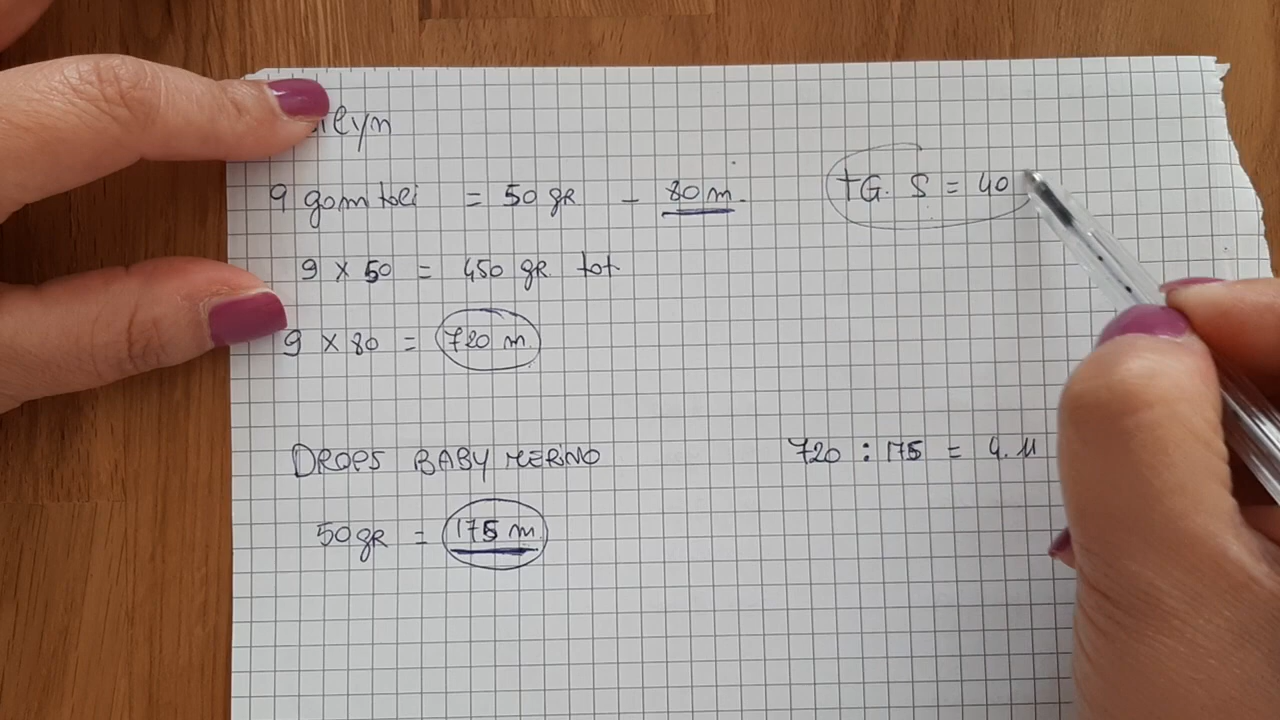 9 gomitoli = 50 gr - 80 m. TG. S = 40
9 x 50 = 450 gr tot
9 x 80 = 720 m
DROPS BABY MERINO 720 : 175 = 4.11
50 gr = 175 m